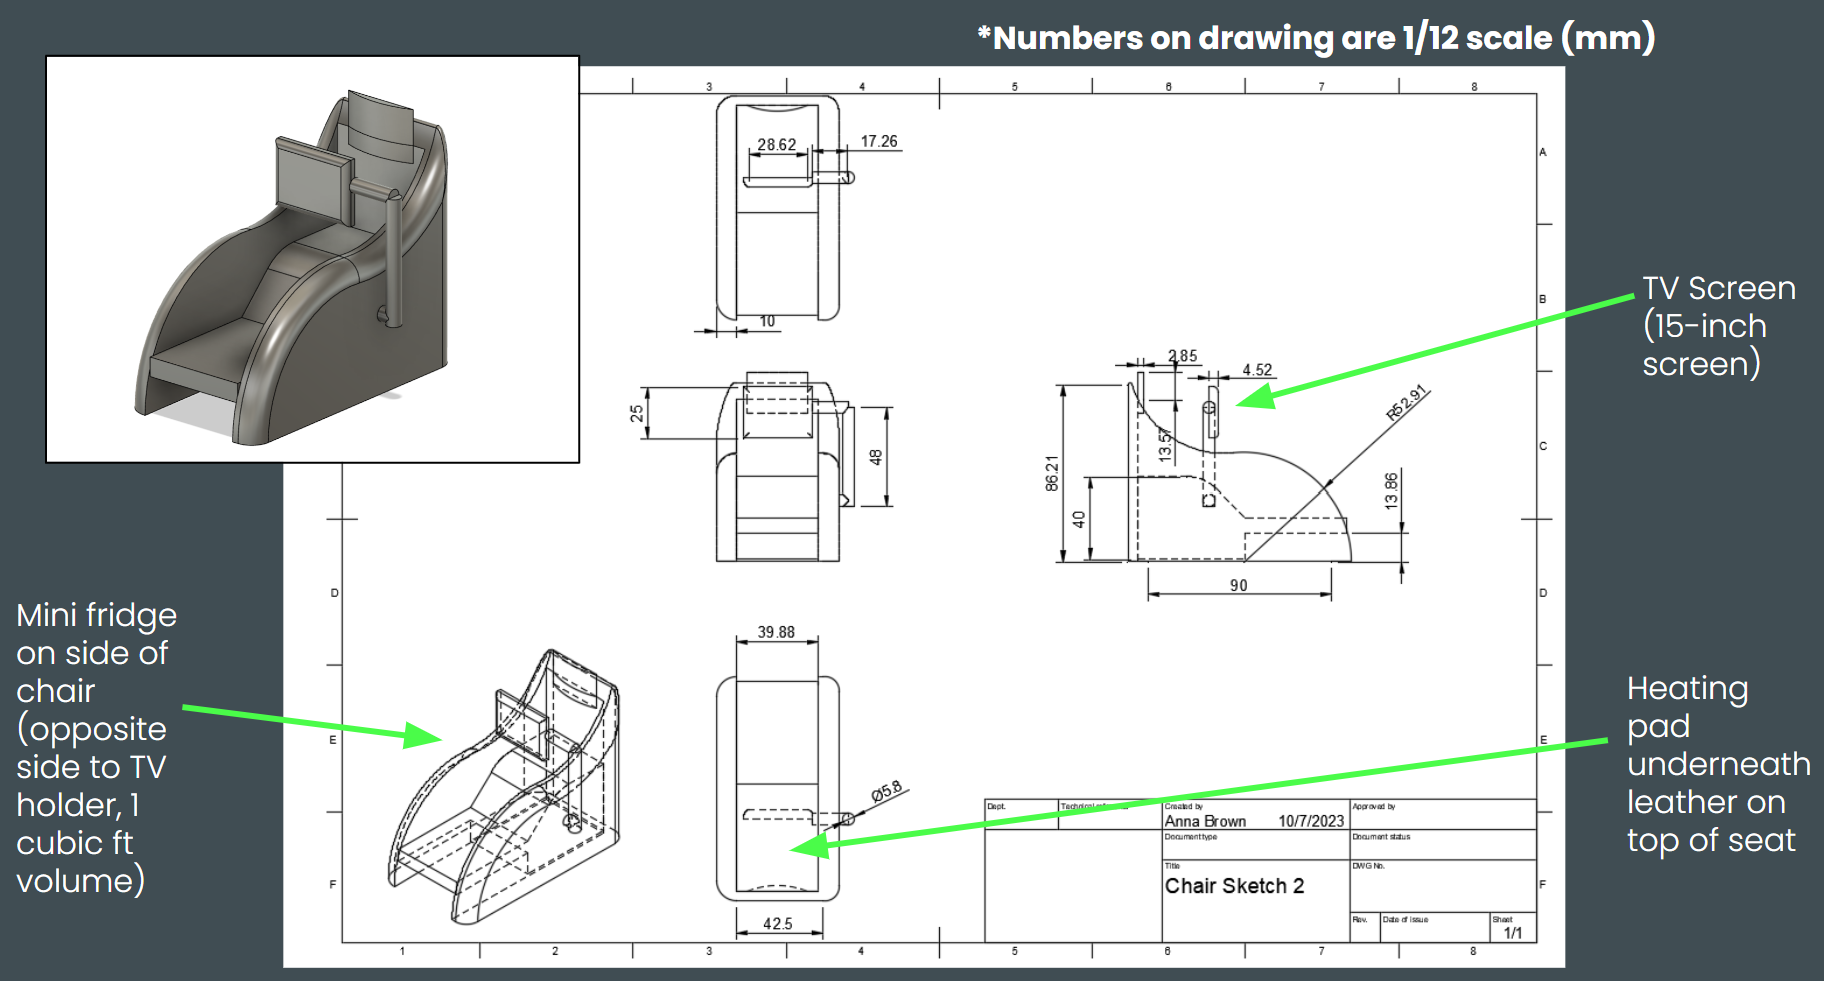 *Numbers on drawing are 1/12 scale (mm)
3
4
5
6
7
8
A
B
C
D
E
F
28.62
17.26
10
TV Screen
(15-inch
screen)
25
48
2.85
4.52
13.57
R52.91
86.21
40
13.86
90
D
E
F
Mini fridge
on side of
chair
(opposite
side to TV
holder, 1
cubic ft
volume)
39.88
Ø5.8
42.5
Heating
pad
underneath
leather on
top of seat
Dept.
Created by
Anna Brown 10/7/2023
Approved by
Document type
Document status
Title
Chair Sketch 2
DWG No.
Rev.
Date of issue
Sheet
1/1
1
2
3
4
5
6
7
8